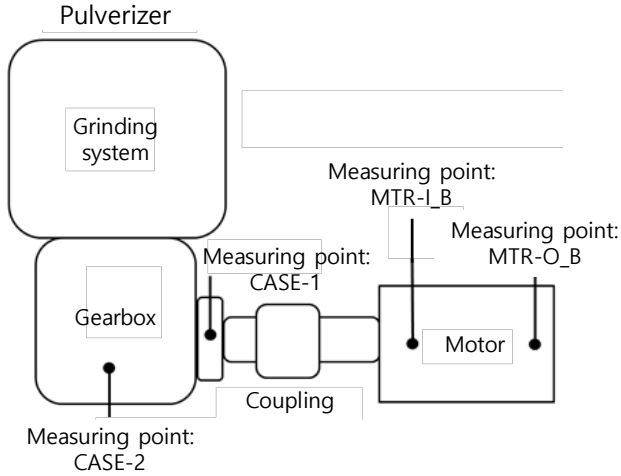 Pulverizer
Grinding
system
Measuring point:
MTR-I_B
Measuring point:
MTR-O_B
Measuring point:
CASE-1
Gearbox
Motor
Coupling
Measuring point:
CASE-2